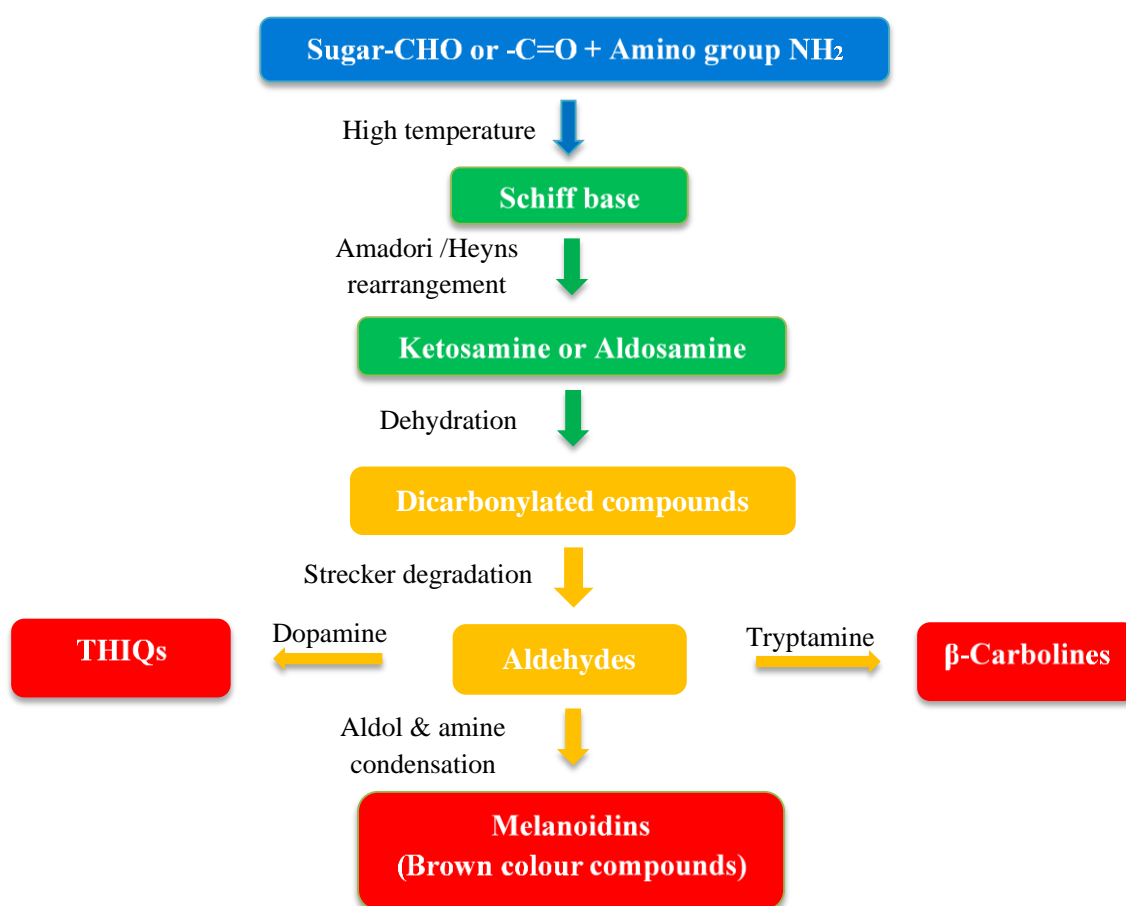 Sugar-CHO or -C=O + Amino group NH₂
High temperature
Schiff base
Amadori /Heyns
rearrangement
Ketosamine or Aldosamine
Dehydration
Dicarbonylated compounds
Strecker degradation
THIQs
Dopamine
Aldehydes
Tryptamine
β-Carbolines
Aldol & amine
condensation
Melanoidins
(Brown colour compounds)